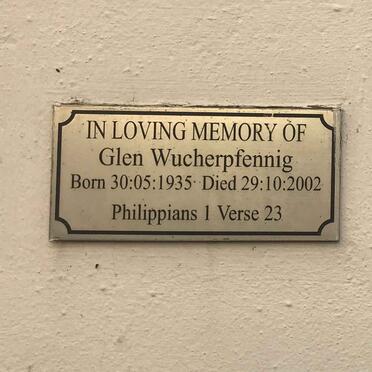 IN LOVING MEMORY OF
Glen Wucherpfennig
Born 30:05:1935 Died 29:10:2002
Philippians 1 Verse 23